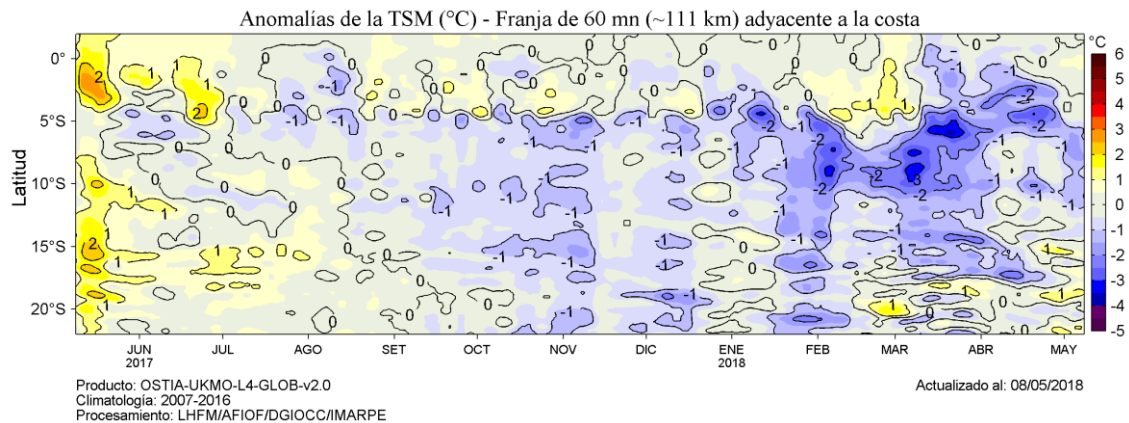 Anomalías de la TSM (°C) - Franja de 60 mn (~111 km) adyacente a la costa
°C
6
5
4
3
2
1
0
-1
-2
-3
-4
-5
Latitud
0°
5°S
10°S
15°S
20°S
JUN
2017
JUL
AGO
SET
OCT
NOV
DIC
ENE
2018
FEB
MAR
ABR
MAY
Producto: OSTIA-UKMO-L4-GLOB-v2.0
Climatología: 2007-2016
Procesamiento: LHFM/AFIOF/DGIOCC/IMARPE
Actualizado al: 08/05/2018